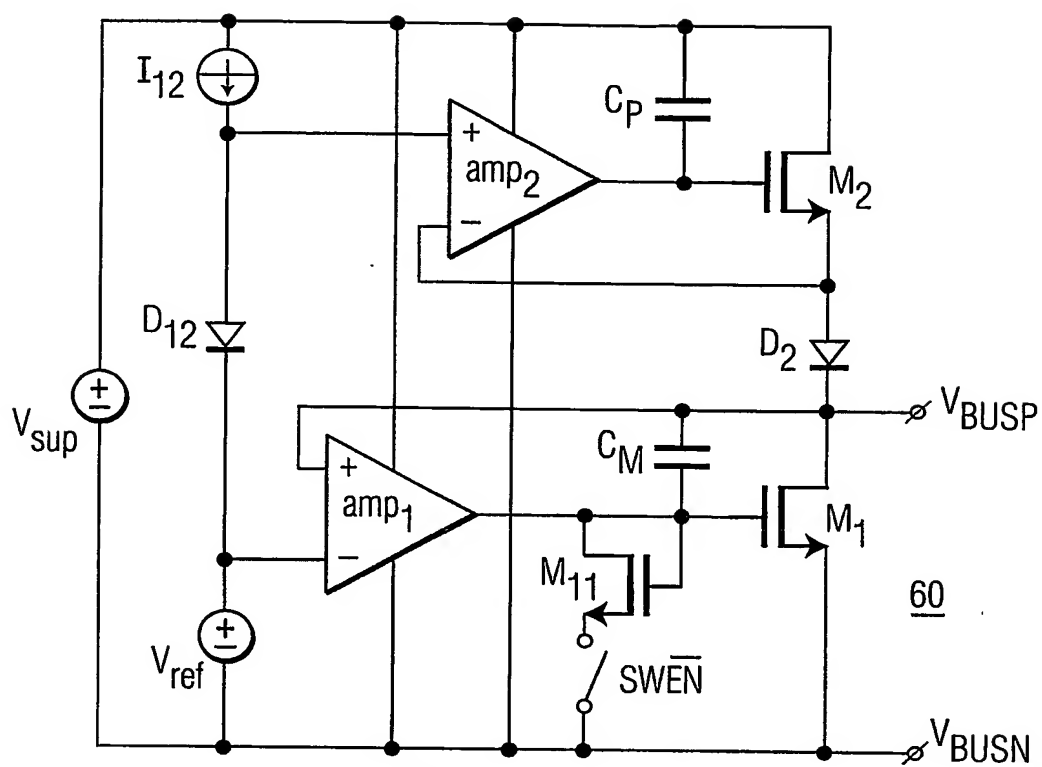 I12
CP
+
amp2
−
M2
D12
D2
+
−
Vsup
VBUSP
CM
+
amp1
−
M1
M11
60
+
−
Vref
SWEN̅
VBUSN